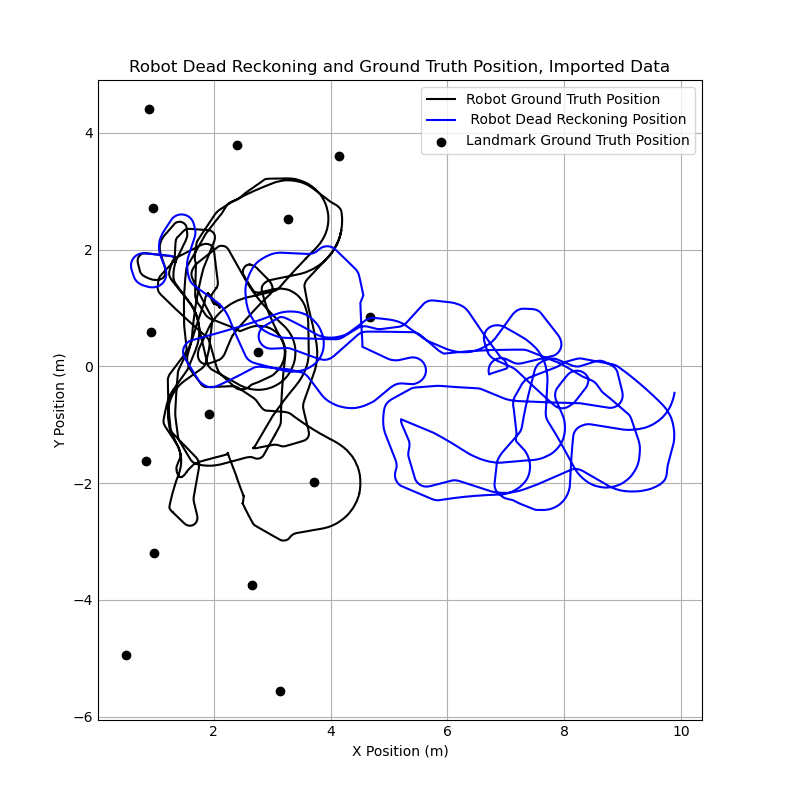 Robot Dead Reckoning and Ground Truth Position, Imported Data
Robot Ground Truth Position
Robot Dead Reckoning Position
Landmark Ground Truth Position
4
2
0
−2
−4
−6
Y Position (m)
2 4 6 8 10
X Position (m)